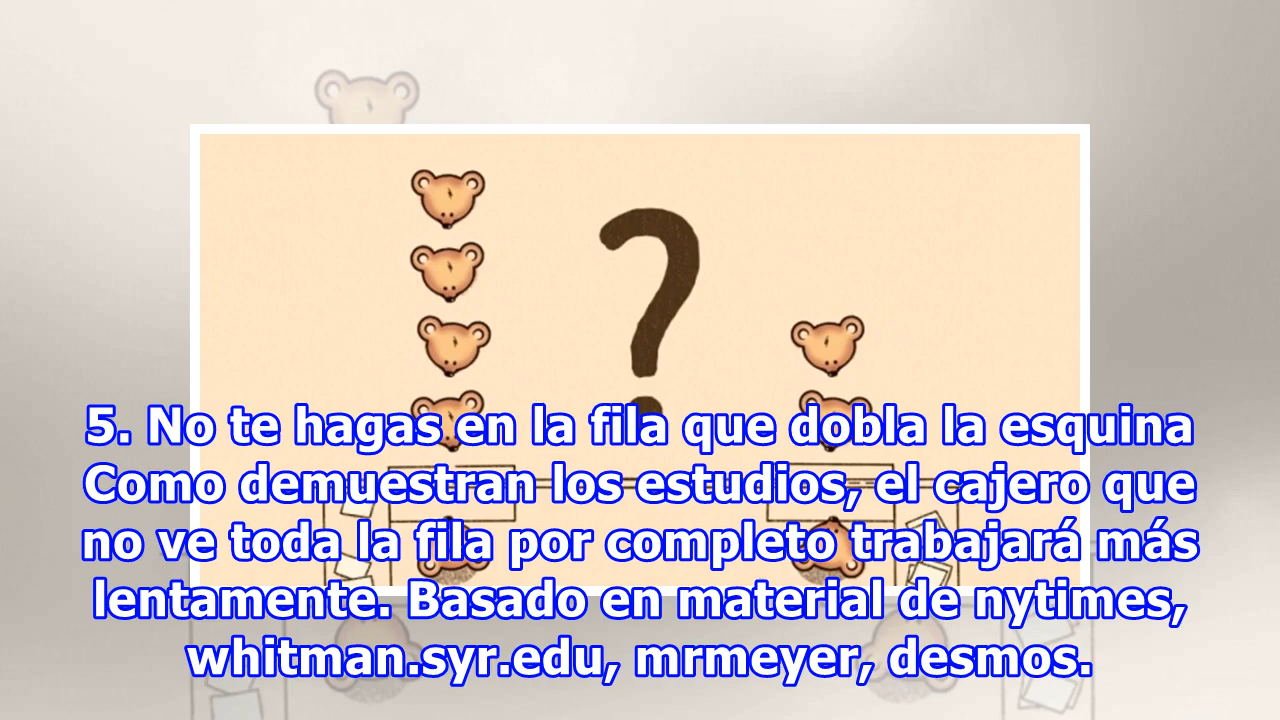 5. No te hagas en la fila que dobla la esquina
Como demuestran los estudios, el cajero que
no ve toda la fila por completo trabajará más
lentamente. Basado en material de nytimes,
whitman.syr.edu, mrmeyer, desmos.